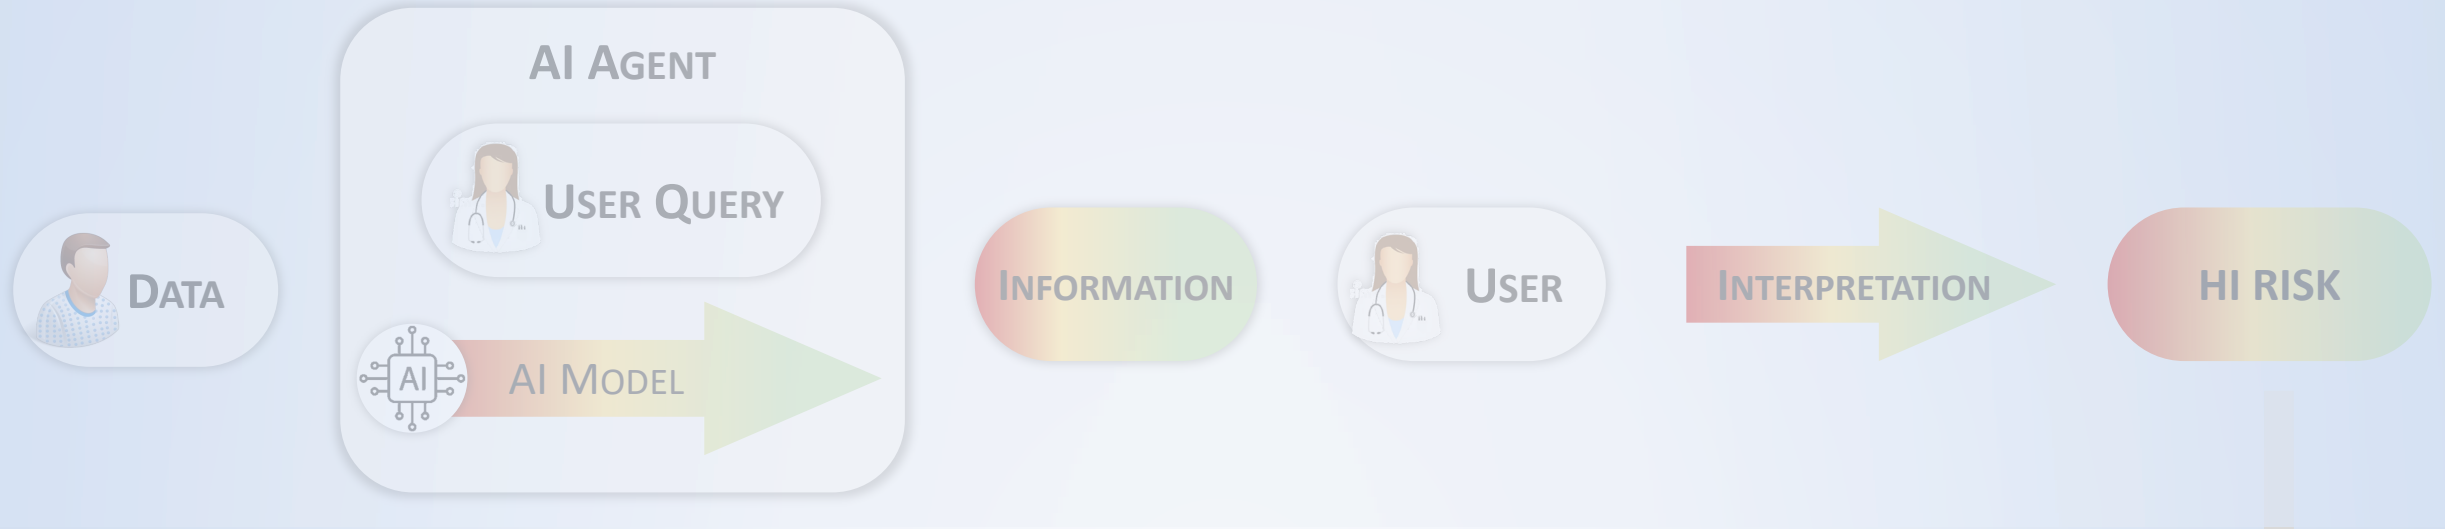 AI AGENT
USER QUERY
DATA
AI
AI MODEL
INFORMATION
USER
INTERPRETATION
HI RISK